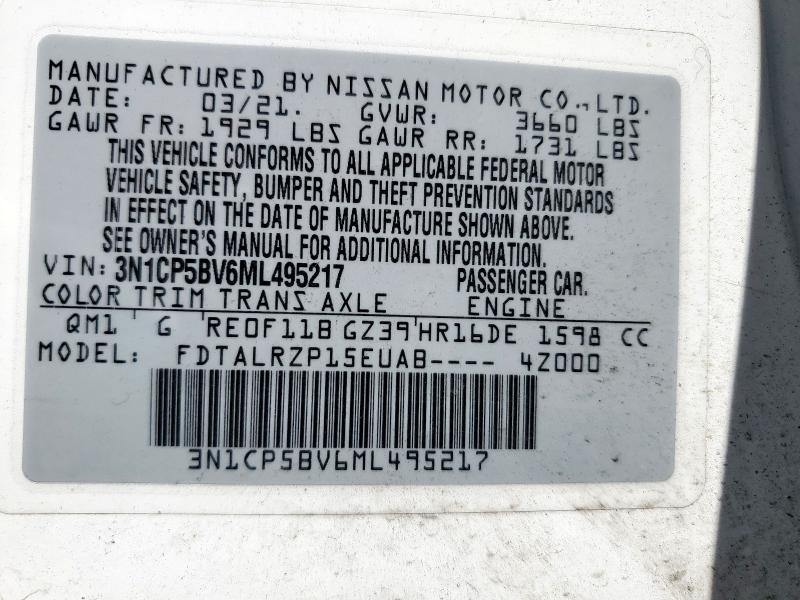 MANUFACTURED BY NISSAN MOTOR CO., LTD.
DATE: 03/21. GVWR: 3660 LBS
GAWR FR: 1929 LBS GAWR RR: 1731 LBS
THIS VEHICLE CONFORMS TO ALL APPLICABLE FEDERAL MOTOR
VEHICLE SAFETY, BUMPER AND THEFT PREVENTION STANDARDS
IN EFFECT ON THE DATE OF MANUFACTURE SHOWN ABOVE.
SEE OWNER'S MANUAL FOR ADDITIONAL INFORMATION.
VIN: 3N1CP5BV6ML495217 PASSENGER CAR.
COLOR TRIM TRANS AXLE ENGINE
QM1 G RE0F11B GZ39 HR16DE 1598 CC
MODEL: FDTALRZP15EUAB---- 4Z000
3N1CP5BV6ML495217